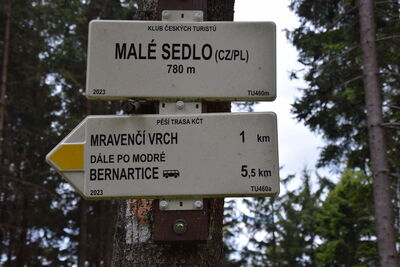 KLUB ČESKÝCH TURISTŮ
MALÉ SEDLO (CZ/PL)
780 m
2023 TU460m
PĚŠÍ TRASA KČT
MRAVENČÍ VRCH 1 km
DÁLE PO MODRÉ
BERNARTICE 5,5 km
2023 TU460a